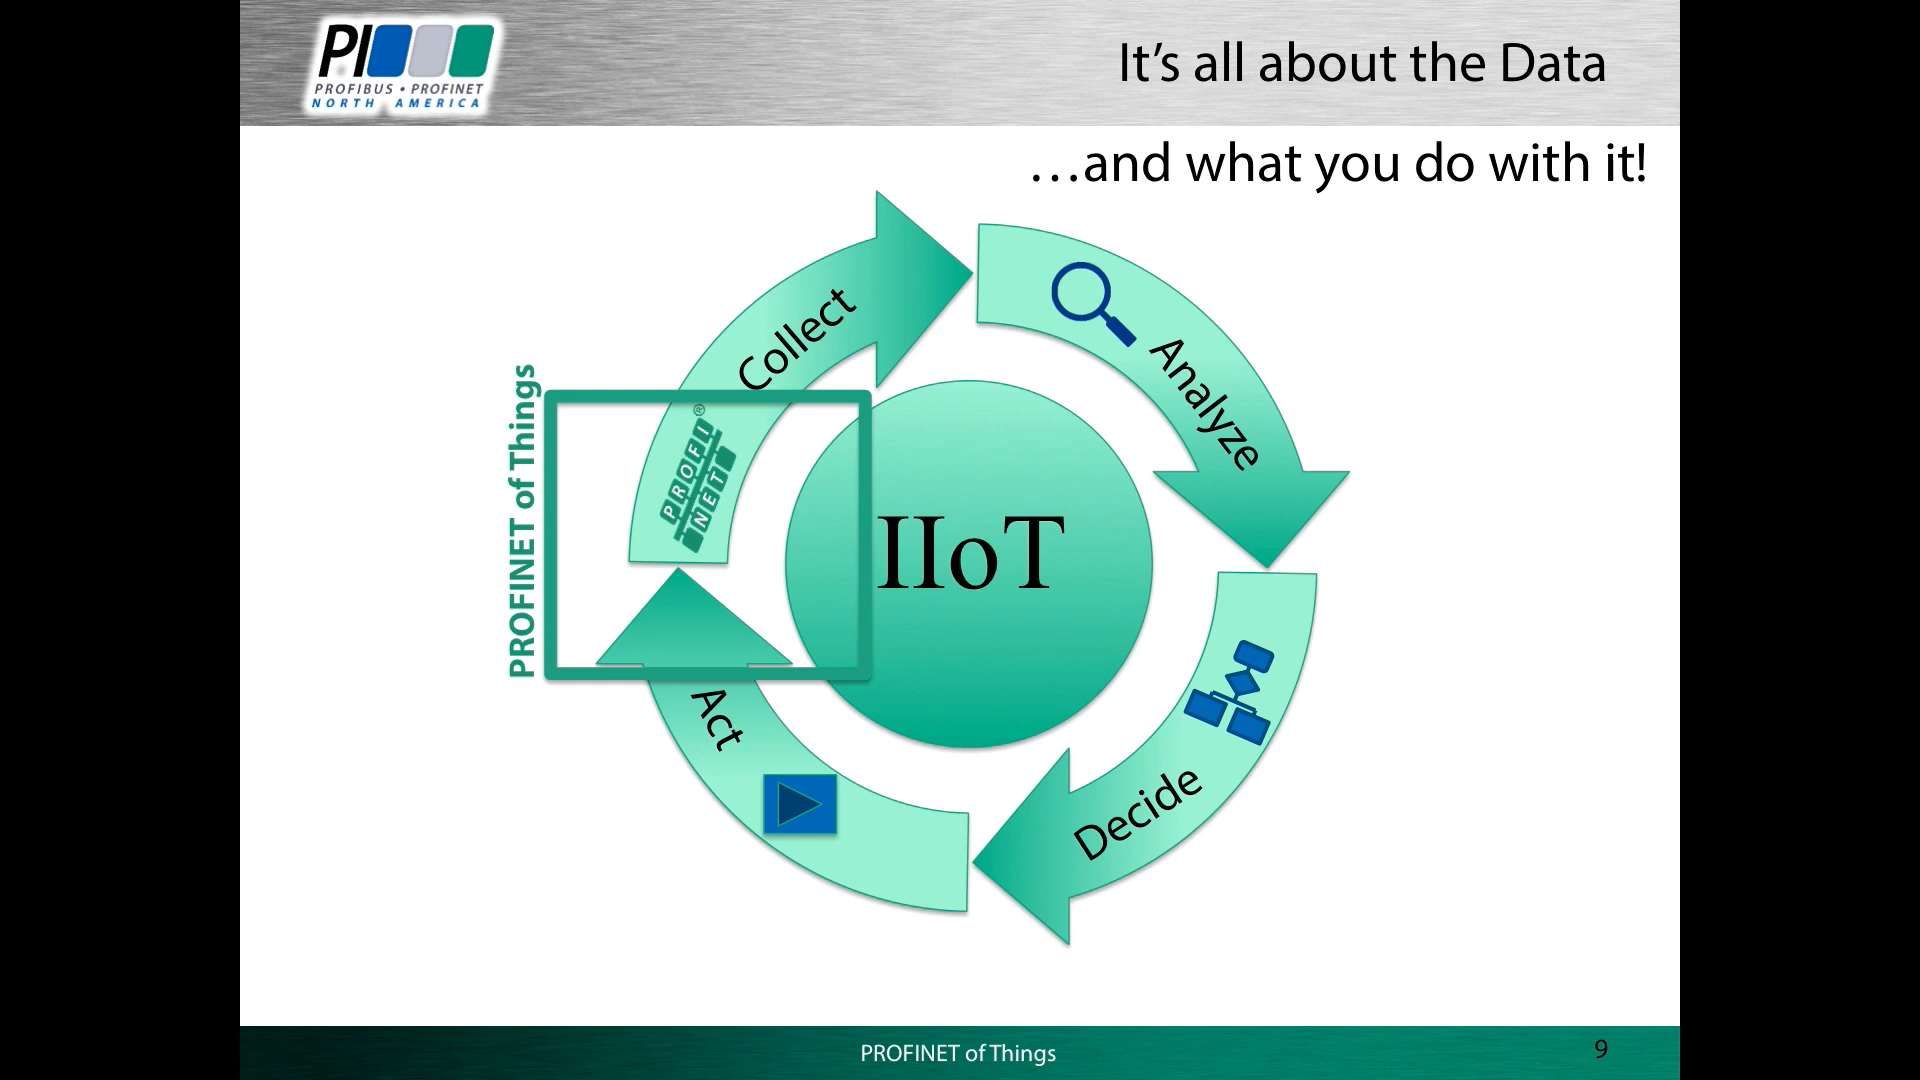 PI
PROFIBUS • PROFINET
NORTH AMERICA
It's all about the Data
…and what you do with it!
Collect
Analyze
PROFINET of Things
PROFI
NET®
IIoT
Act
Decide
PROFINET of Things
9